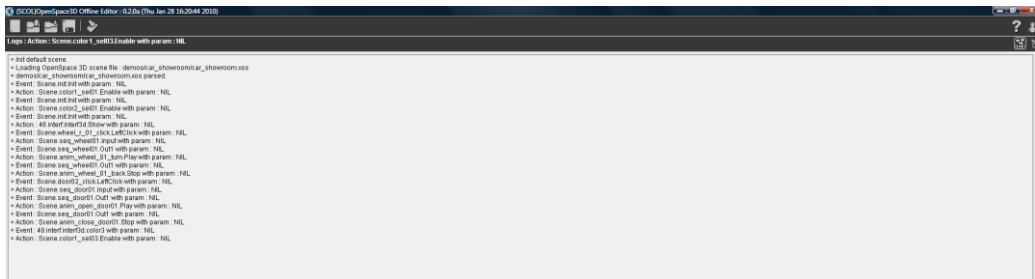 (SCOL)OpenSpace3D Offline Editor : 0.2.0a (Thu Jan 28 16:20:44 2010)
?
Logs : Action : Scene.color1_sel03.Enable with param : NIL
> Init default scene.
> Loading OpenSpace 3D scene file : demos/car_showroom/car_showroom.xos
> demos/car_showroom/car_showroom.xos parsed.
> Event : Scene.init.Init with param : NIL
> Action : Scene.color1_sel01.Enable with param : NIL
> Event : Scene.init.Init with param : NIL
> Action : Scene.color2_sel01.Enable with param : NIL
> Event : Scene.init.Init with param : NIL
> Action : 48.interf.interf3d.Show with param : NIL
> Event : Scene.wheel_r_01_click.LeftClick with param : NIL
> Action : Scene.seq_wheel01.Input with param : NIL
> Event : Scene.seq_wheel01.Out1 with param : NIL
> Action : Scene.anim_wheel_01_turn.Play with param : NIL
> Event : Scene.seq_wheel01.Out1 with param : NIL
> Action : Scene.anim_wheel_01_back.Stop with param : NIL
> Event : Scene.door02_click.LeftClick with param : NIL
> Action : Scene.seq_door01.Input with param : NIL
> Event : Scene.seq_door01.Out1 with param : NIL
> Action : Scene.anim_open_door01.Play with param : NIL
> Event : Scene.seq_door01.Out1 with param : NIL
> Action : Scene.anim_close_door01.Stop with param : NIL
> Event : 48.interf.interf3d.color3 with param : NIL
> Action : Scene.color1_sel03.Enable with param : NIL